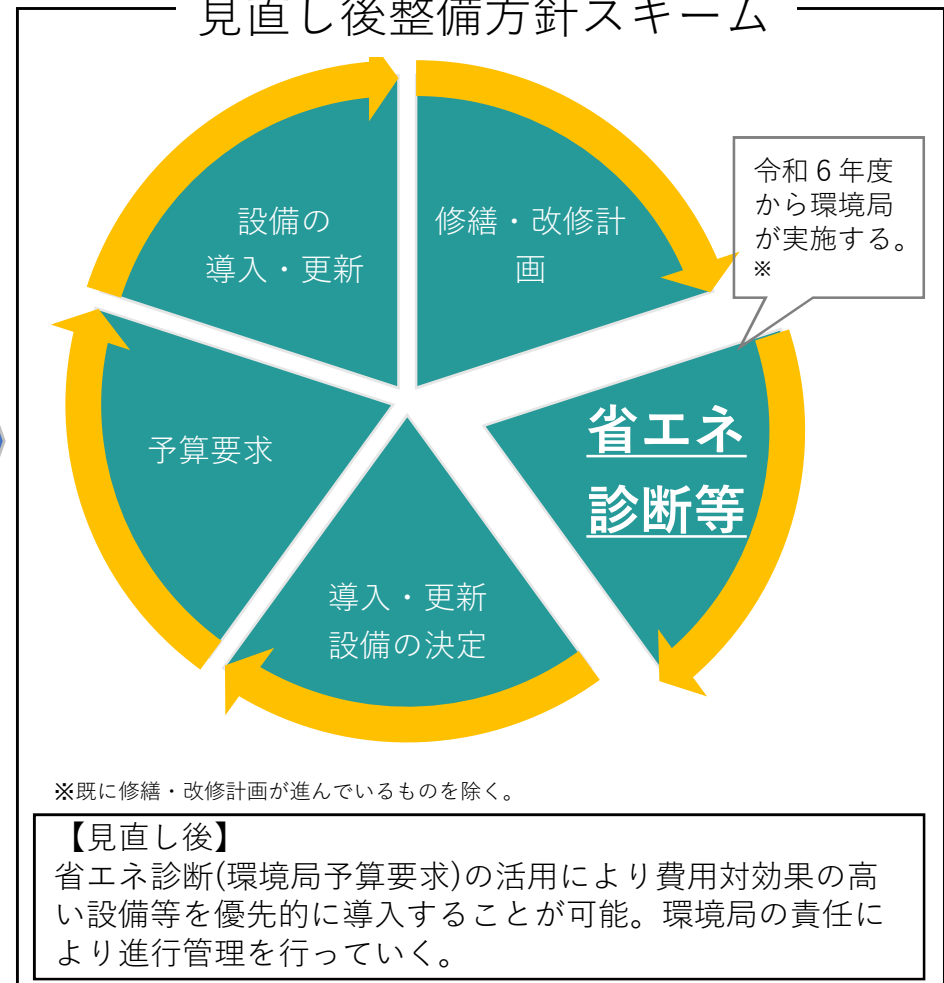 見直し後整備方針スキーム
令和６年度
から環境局
が実施する。
※
設備の
導入・更新
修繕・改修計
画
省エネ
診断等
予算要求
導入・更新
設備の決定
※既に修繕・改修計画が進んでいるものを除く。
【見直し後】
省エネ診断(環境局予算要求)の活用により費用対効果の高
い設備等を優先的に導入することが可能。環境局の責任に
より進行管理を行っていく。